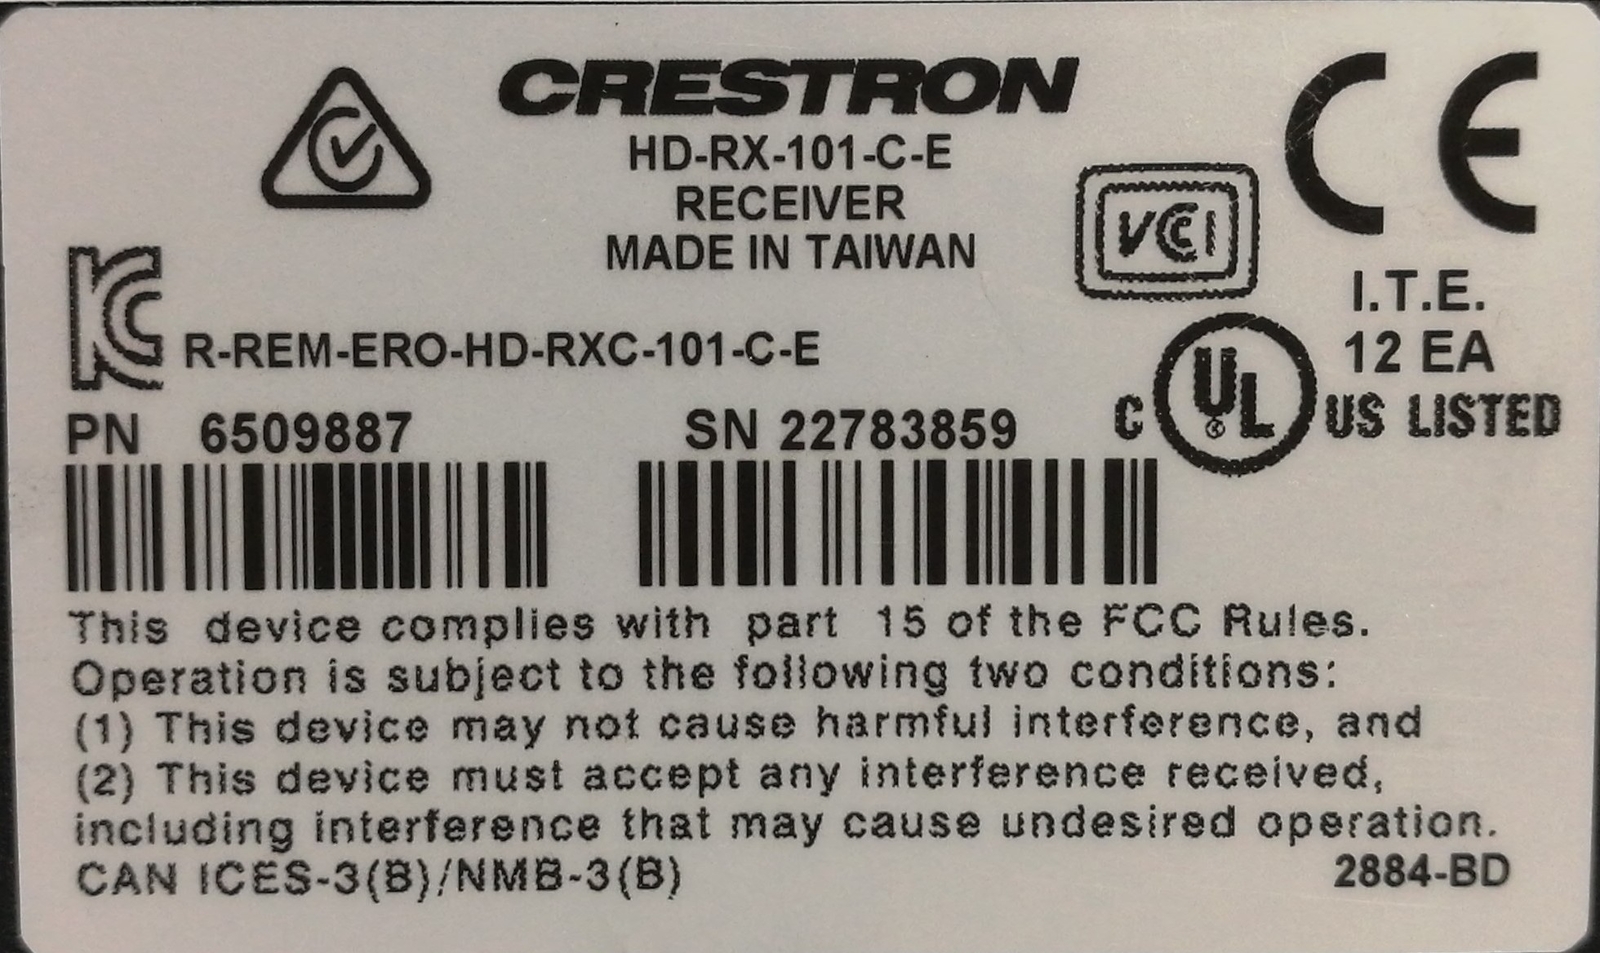 CRESTRON
HD-RX-101-C-E
RECEIVER
MADE IN TAIWAN
VCCI
CE
I.T.E.
12 EA
KC
R-REM-ERO-HD-RXC-101-C-E
C UL ® US LISTED
PN 6509887
SN 22783859
This device complies with part 15 of the FCC Rules.
Operation is subject to the following two conditions:
(1) This device may not cause harmful interference, and
(2) This device must accept any interference received,
including interference that may cause undesired operation.
CAN ICES-3(B)/NMB-3(B)
2884-BD